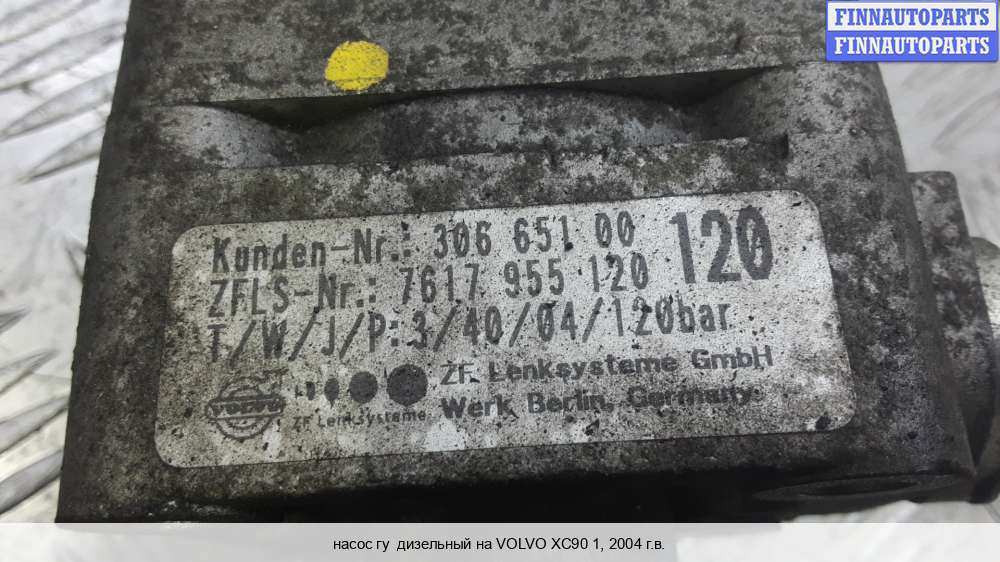 FINNAUTOPARTS
FINNAUTOPARTS
Kunden-Nr.: 306 651 00 120
ZFLS-Nr.: 7617 955 120
T/W/J/P: 3/40/04/120bar
VOLVO
ZF Lenksysteme
ZF Lenksysteme GmbH
Werk Berlin, Germany
насос гу дизельный на VOLVO XC90 1, 2004 г.в.